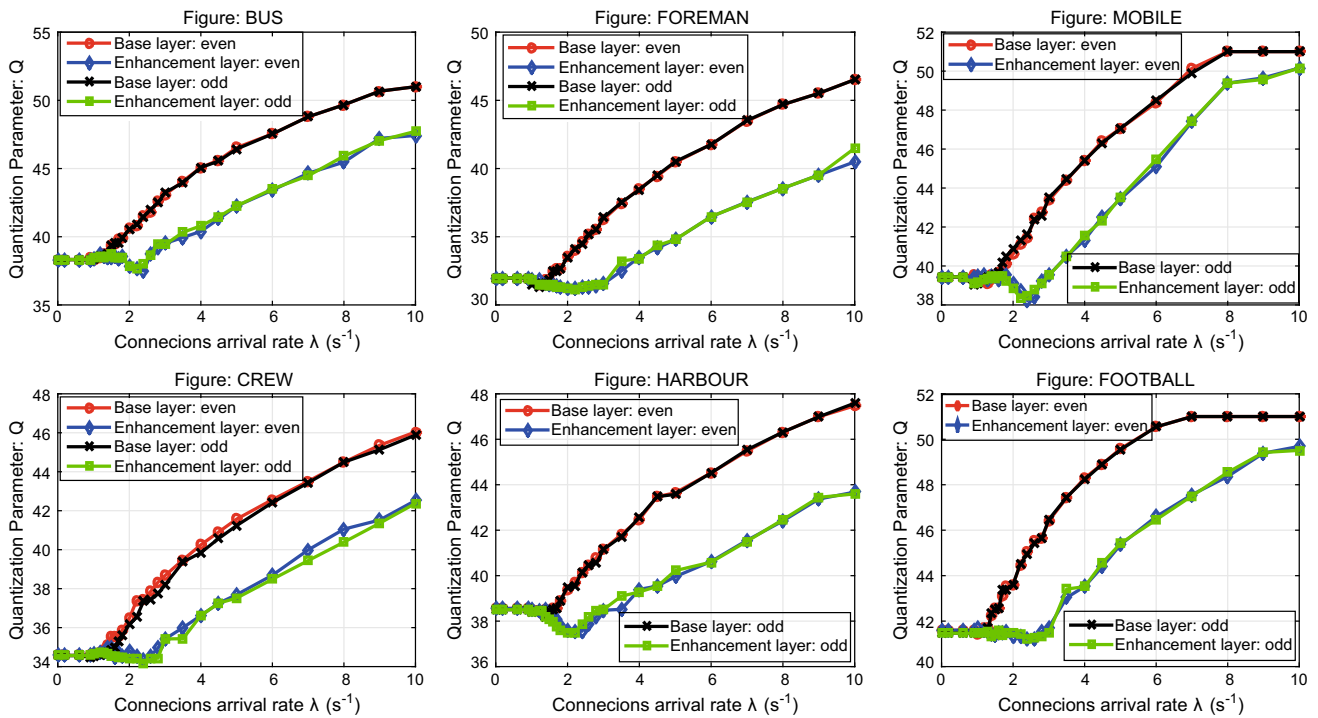 Figure: BUS
Quantization Parameter: Q
55
50
45
40
35
Base layer: even
Enhancement layer: even
Base layer: odd
Enhancement layer: odd
0 2 4 6 8 10
Connecions arrival rate λ (s-1)
Figure: FOREMAN
Quantization Parameter: Q
50
45
40
35
30
Base layer: even
Enhancement layer: even
Base layer: odd
Enhancement layer: odd
0 2 4 6 8 10
Connecions arrival rate λ (s-1)
Figure: MOBILE
Quantization Parameter: Q
52
50
48
46
44
42
40
38
Base layer: even
Enhancement layer: even
Base layer: odd
Enhancement layer: odd
0 2 4 6 8 10
Connecions arrival rate λ (s-1)
Figure: CREW
Quantization Parameter: Q
48
46
44
42
40
38
36
34
Base layer: even
Enhancement layer: even
Base layer: odd
Enhancement layer: odd
0 2 4 6 8 10
Connecions arrival rate λ (s-1)
Figure: HARBOUR
Quantization Parameter: Q
48
46
44
42
40
38
36
Base layer: even
Enhancement layer: even
Base layer: odd
Enhancement layer: odd
0 2 4 6 8 10
Connecions arrival rate λ (s-1)
Figure: FOOTBALL
Quantization Parameter: Q
52
50
48
46
44
42
40
Base layer: even
Enhancement layer: even
Base layer: odd
Enhancement layer: odd
0 2 4 6 8 10
Connecions arrival rate λ (s-1)